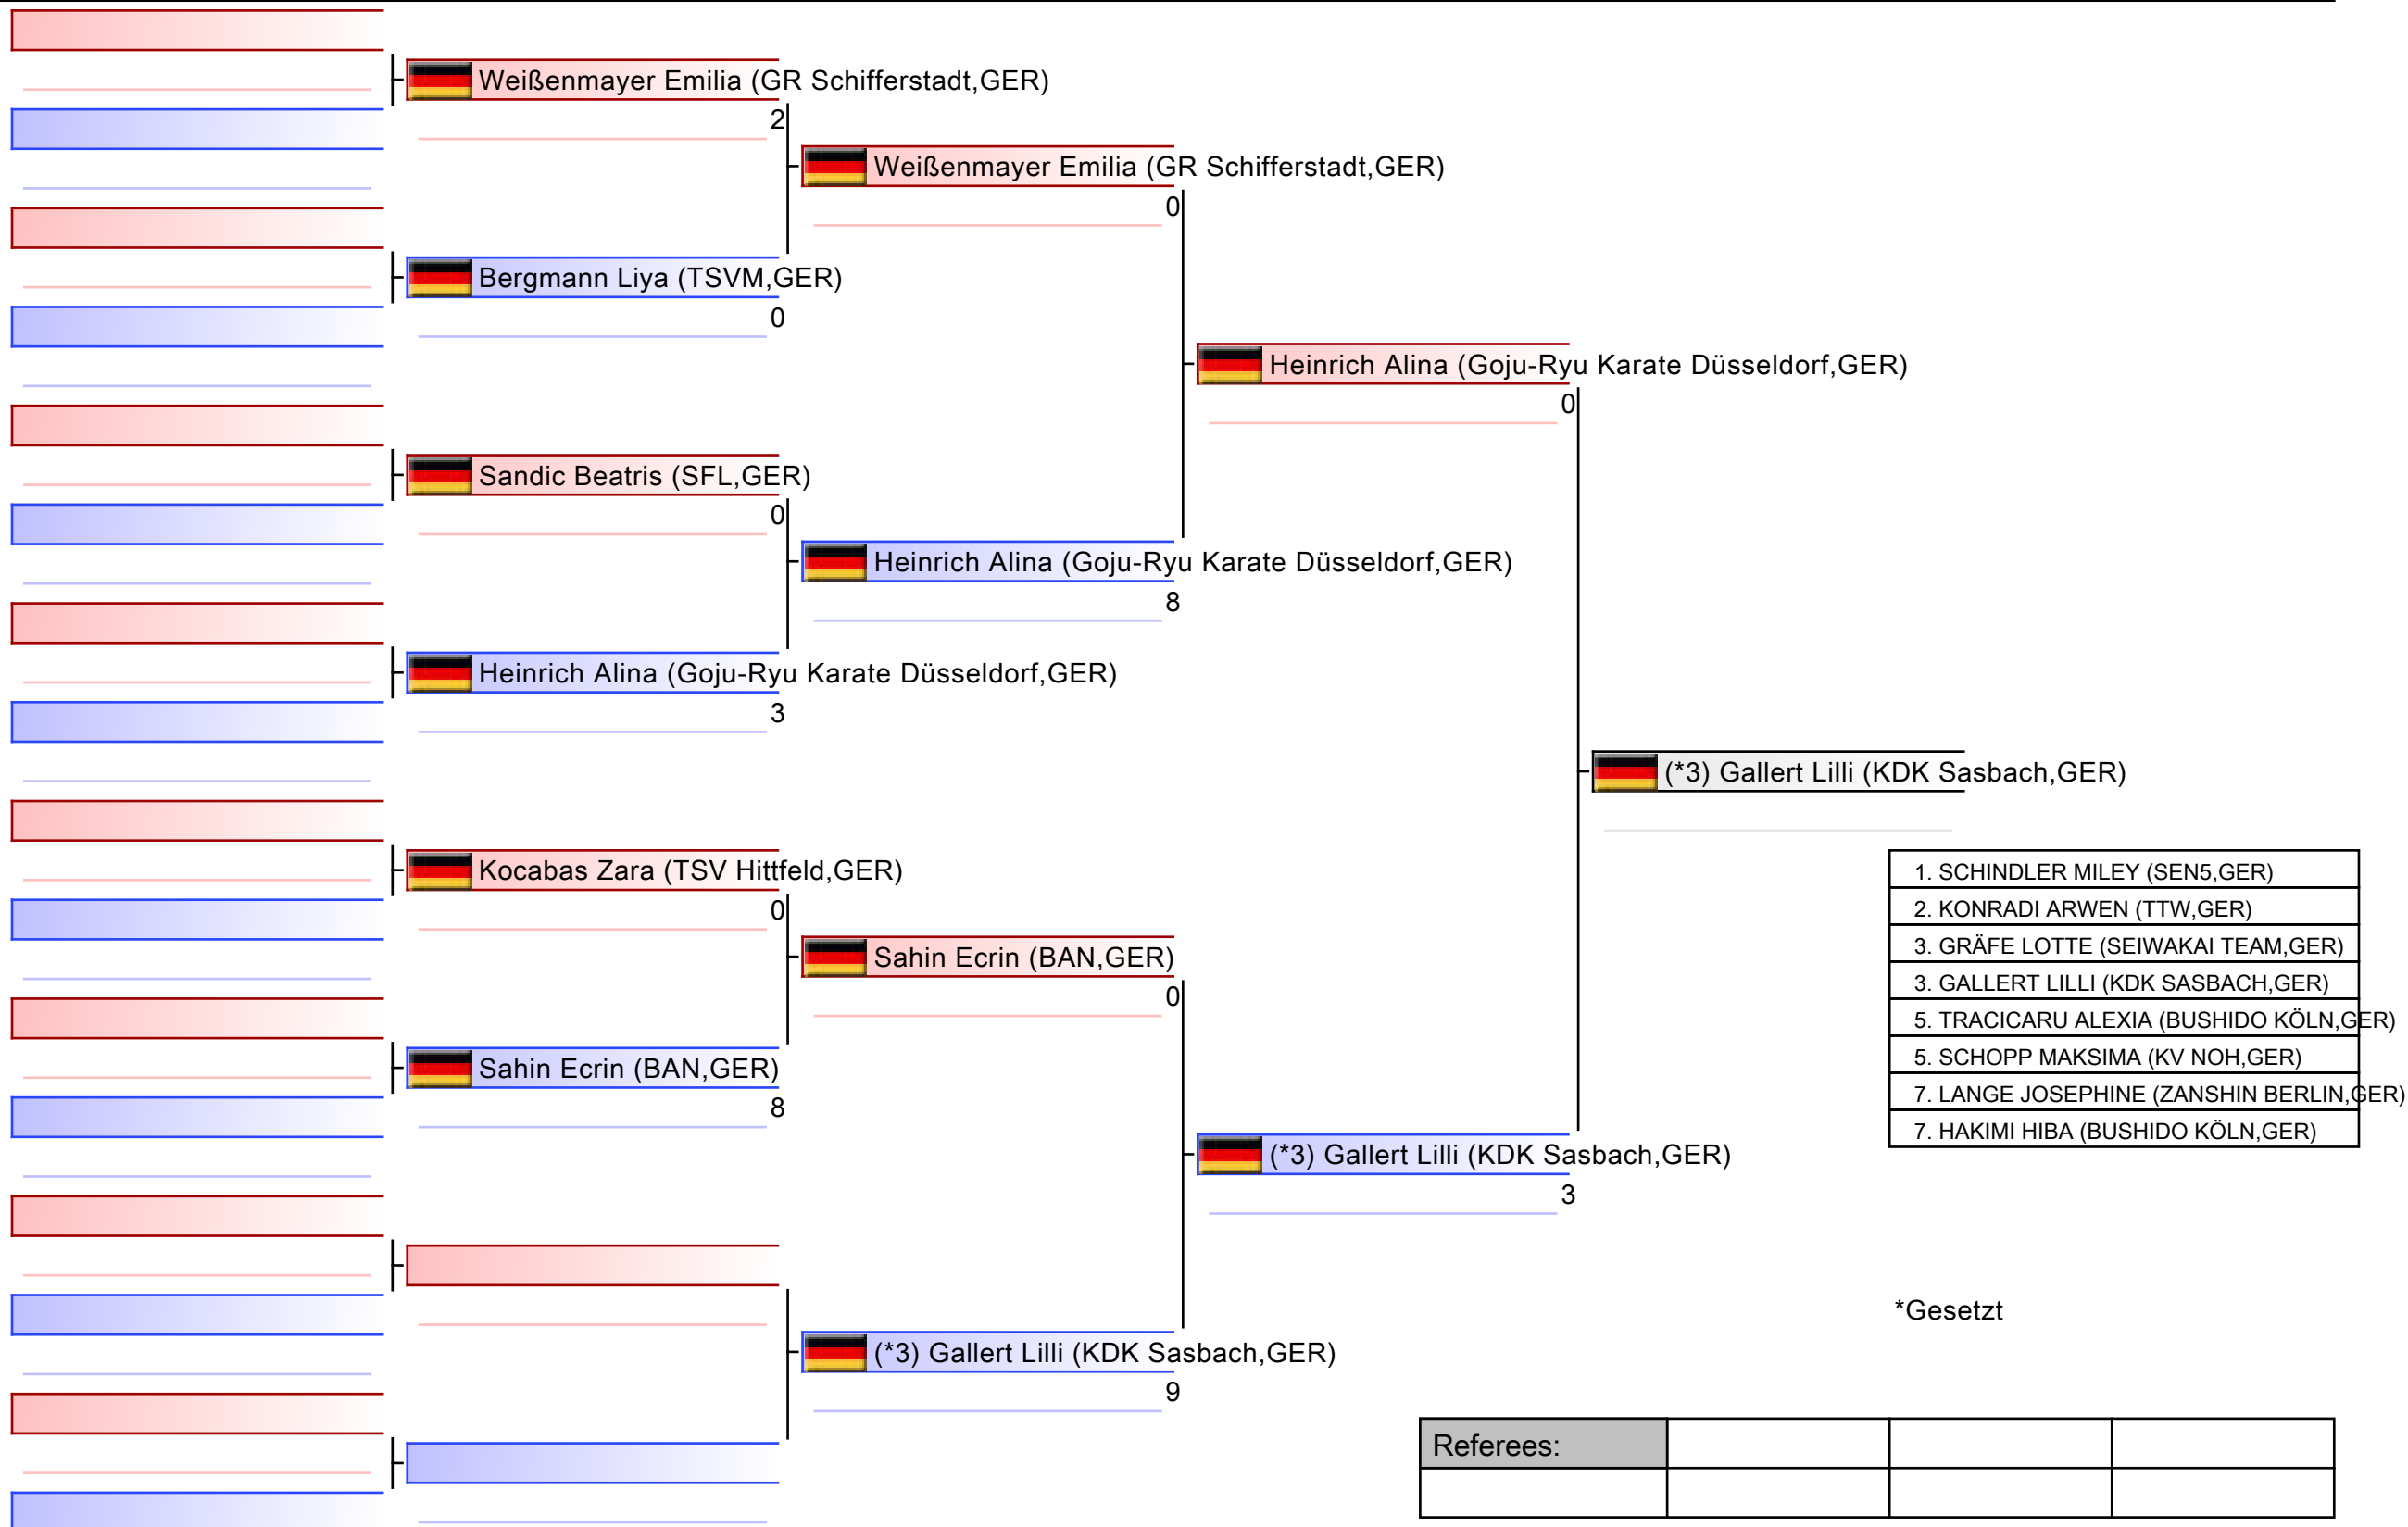 Weißenmayer Emilia (GR Schifferstadt,GER)
2
Weißenmayer Emilia (GR Schifferstadt,GER)
0
Bergmann Liya (TSVM,GER)
0
Heinrich Alina (Goju-Ryu Karate Düsseldorf,GER)
0
Sandic Beatris (SFL,GER)
0
Heinrich Alina (Goju-Ryu Karate Düsseldorf,GER)
8
Heinrich Alina (Goju-Ryu Karate Düsseldorf,GER)
3
(*3) Gallert Lilli (KDK Sasbach,GER)
Kocabas Zara (TSV Hittfeld,GER)
0
Sahin Ecrin (BAN,GER)
0
Sahin Ecrin (BAN,GER)
8
(*3) Gallert Lilli (KDK Sasbach,GER)
3
(*3) Gallert Lilli (KDK Sasbach,GER)
9
1. SCHINDLER MILEY (SEN5,GER)
2. KONRADI ARWEN (TTW,GER)
3. GRÄFE LOTTE (SEIWAKAI TEAM,GER)
3. GALLERT LILLI (KDK SASBACH,GER)
5. TRACICARU ALEXIA (BUSHIDO KÖLN,GER)
5. SCHOPP MAKSIMA (KV NOH,GER)
7. LANGE JOSEPHINE (ZANSHIN BERLIN,GER)
7. HAKIMI HIBA (BUSHIDO KÖLN,GER)
*Gesetzt
Referees: